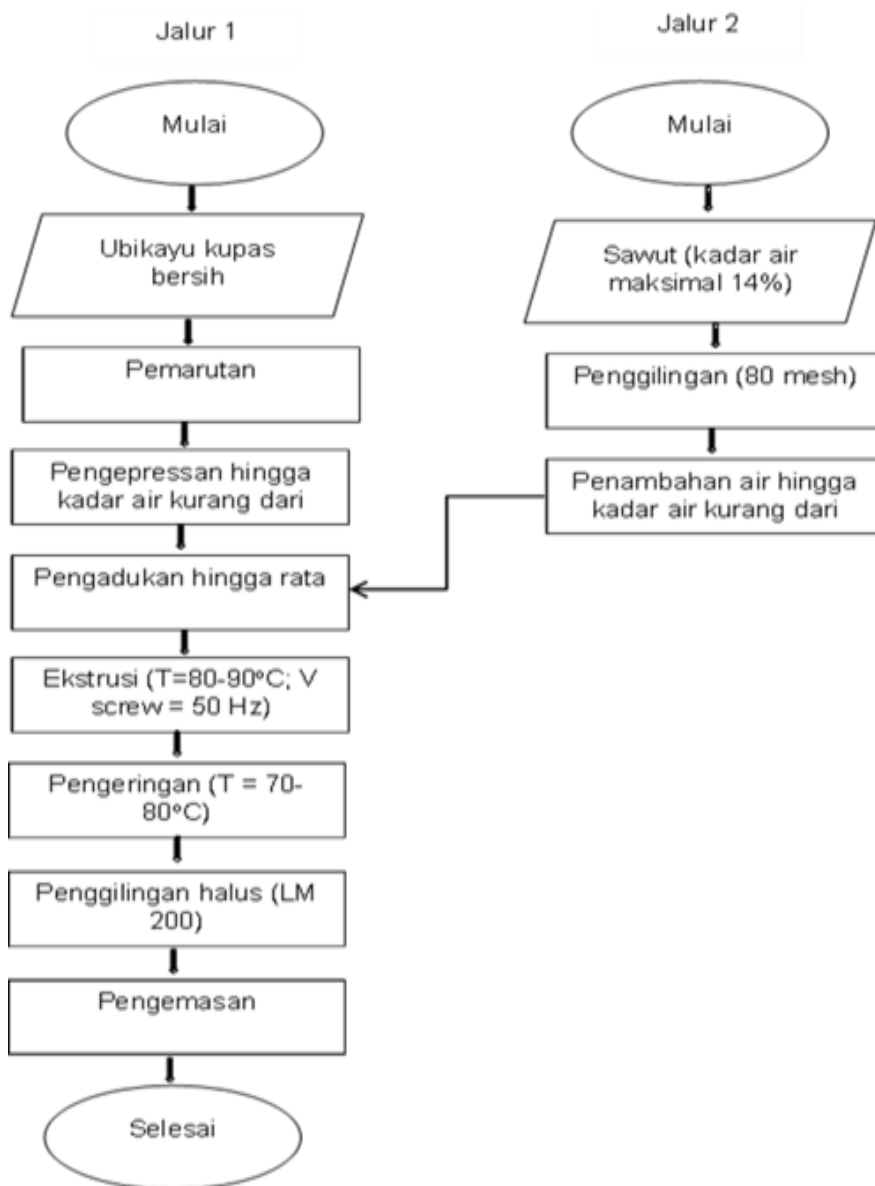 Jalur 1
Mulai
Ubikayu kupas
bersih
Pemarutan
Pengepressan hingga
kadar air kurang dari
Pengadukan hingga rata
Ekstrusi (T=80-90°C; V
screw = 50 Hz)
Pengeringan (T = 70-
80°C)
Penggilingan halus (LM
200)
Pengemasan
Selesai
Jalur 2
Mulai
Sawut (kadar air
maksimal 14%)
Penggilingan (80 mesh)
Penambahan air hingga
kadar air kurang dari